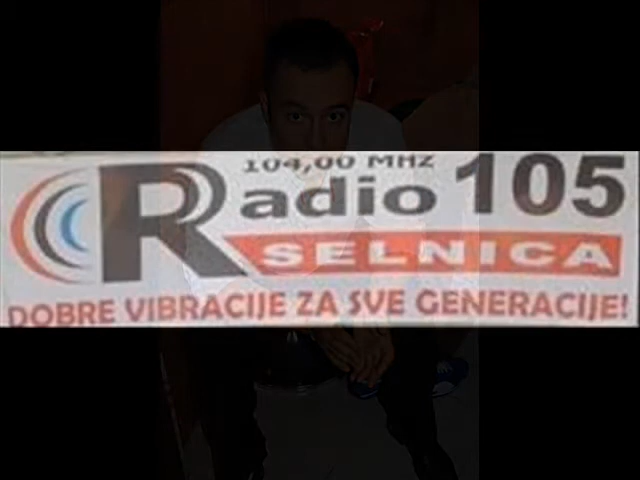 104,00 MHZ
Radio 105
SELNICA
DOBRE VIBRACIJE ZA SVE GENERACIJE!